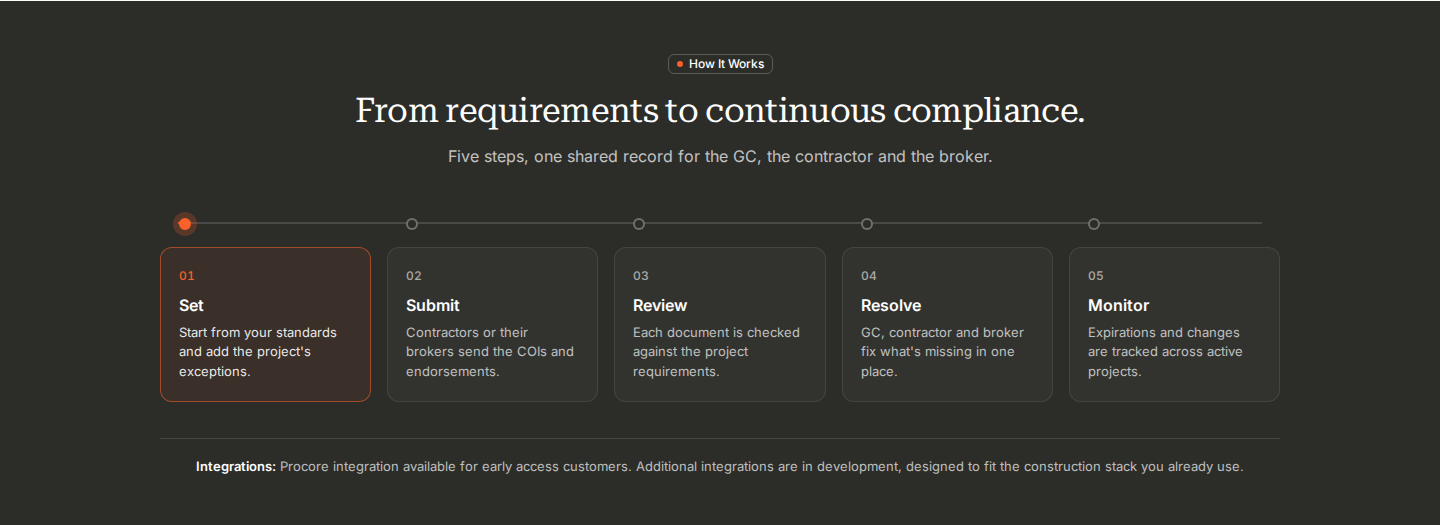 How It Works
From requirements to continuous compliance.
Five steps, one shared record for the GC, the contractor and the broker.
01
Set
Start from your standards
and add the project's
exceptions.
02
Submit
Contractors or their
brokers send the COIs and
endorsements.
03
Review
Each document is checked
against the project
requirements.
04
Resolve
GC, contractor and broker
fix what's missing in one
place.
05
Monitor
Expirations and changes
are tracked across active
projects.
Integrations: Procore integration available for early access customers. Additional integrations are in development, designed to fit the construction stack you already use.